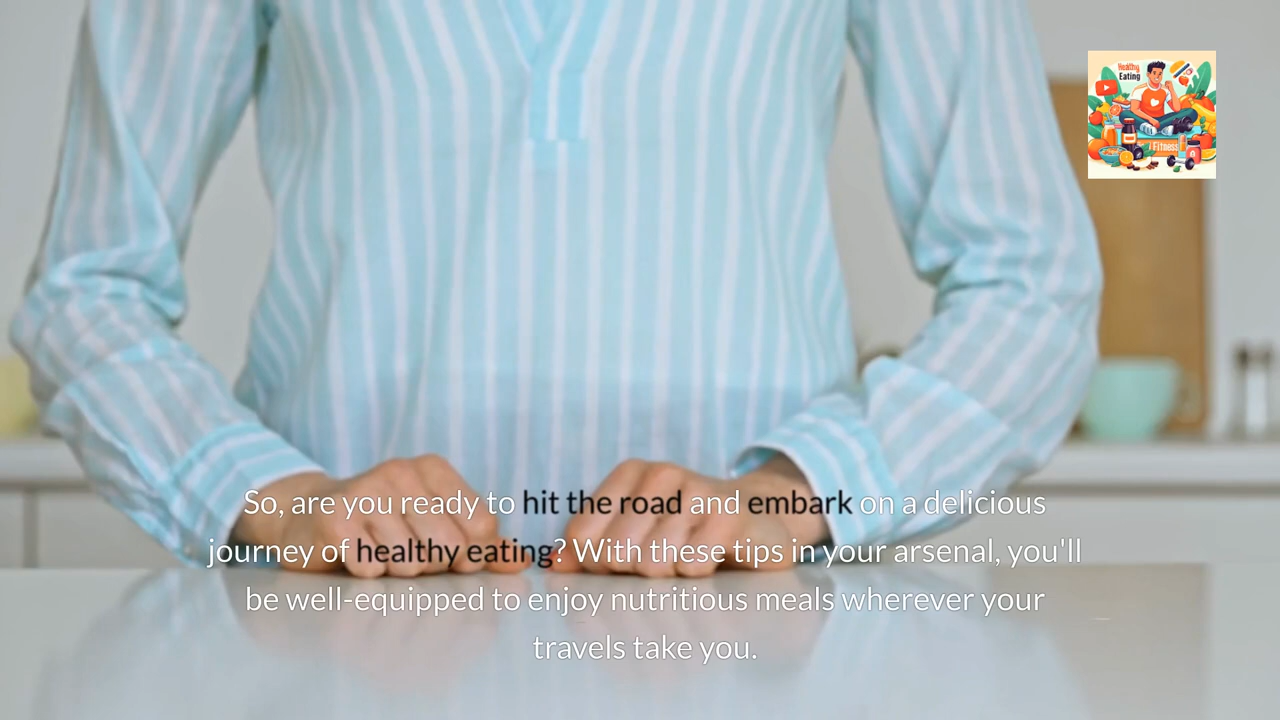 Healthy
Eating
Fitness
So, are you ready to hit the road and embark on a delicious
journey of healthy eating? With these tips in your arsenal, you'll
be well-equipped to enjoy nutritious meals wherever your
travels take you.